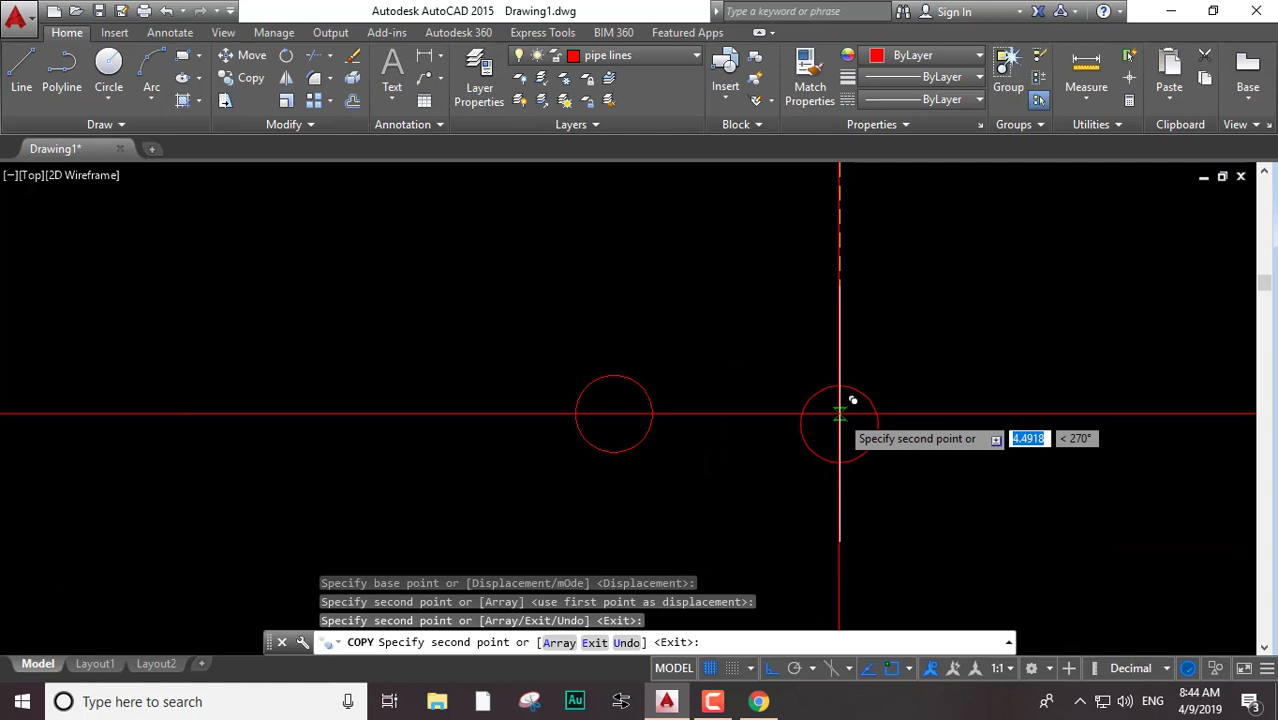 Autodesk AutoCAD 2015 Drawing1.dwg
Type a keyword or phrase
Sign In
Home Insert Annotate View Manage Output Add-ins Autodesk 360 Express Tools BIM 360 Featured Apps
Line
Polyline
Circle
Arc
Draw
Move
Copy
Modify
Text
Annotation
Layer
Properties
pipe lines
Layers
Insert
Block
Match
Properties
ByLayer
ByLayer
ByLayer
Properties
Group
Groups
Measure
Utilities
Paste
Clipboard
Base
View
Drawing1*
[−][Top][2D Wireframe]
Specify second point or 4.4918 < 270°
Specify base point or [Displacement/mOde] <Displacement>:
Specify second point or [Array] <use first point as displacement>:
Specify second point or [Array/Exit/Undo] <Exit>:
COPY Specify second point or [Array Exit Undo] <Exit>:
Model Layout1 Layout2
MODEL 1:1 Decimal
Type here to search
Au
ENG
8:44 AM
4/9/2019
3